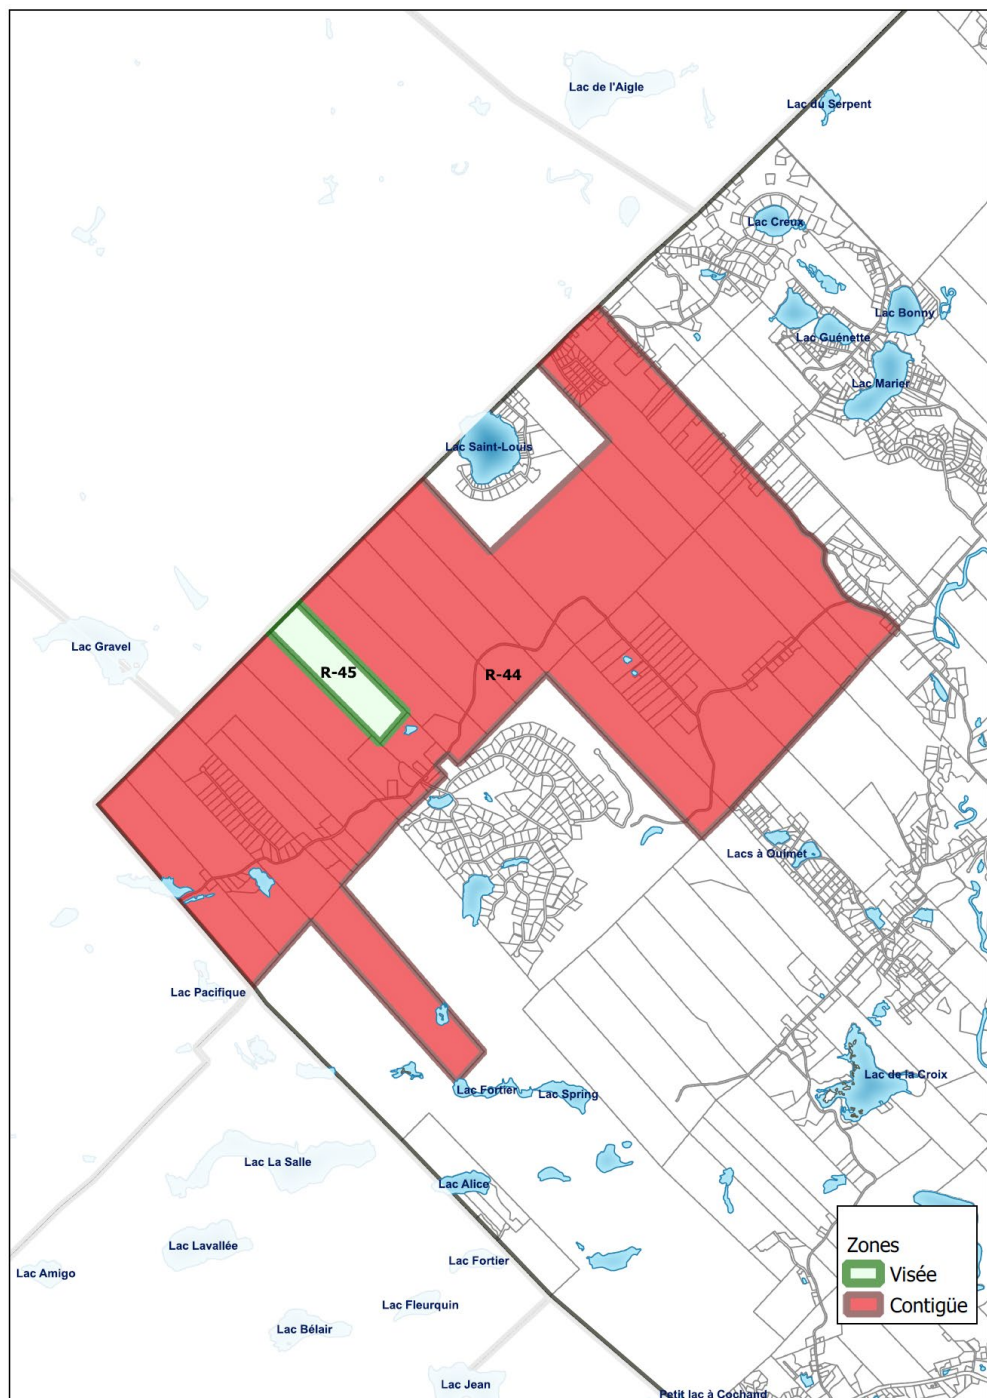 Lac de l'Aigle
Lac du Serpent
Lac Creux
Lac Bonny
Lac Guénette
Lac Marier
Lac Saint-Louis
Lac Gravel
R-45
R-44
Lacs à Ouimet
Lac Pacifique
Lac de la Croix
Lac Fortier
Lac Spring
Lac La Salle
Lac Alice
Lac Lavallée
Lac Fortier
Lac Amigo
Lac Fleurquin
Lac Bélair
Lac Jean
Petit lac à Cochand
Zones
Visée
Contigüe